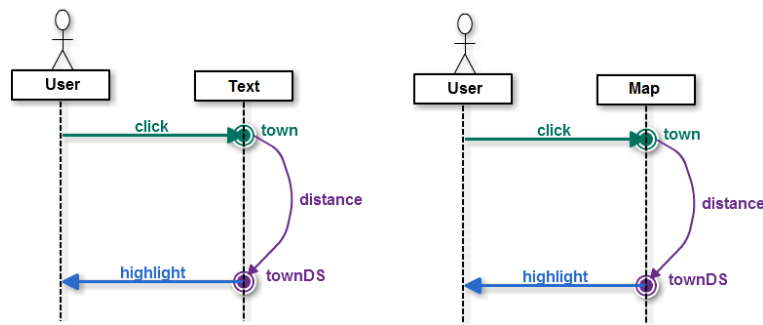 User
Text
click
town
distance
highlight
townDS
User
Map
click
town
distance
highlight
townDS